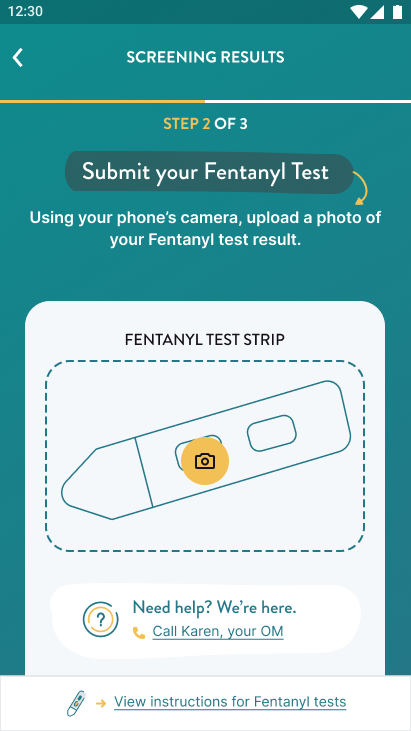 12:30
SCREENING RESULTS
STEP 2 OF 3
Submit your Fentanyl Test
Using your phone's camera, upload a photo of
your Fentanyl test result.
FENTANYL TEST STRIP
?
Need help? We're here.
Call Karen, your OM
View instructions for Fentanyl tests